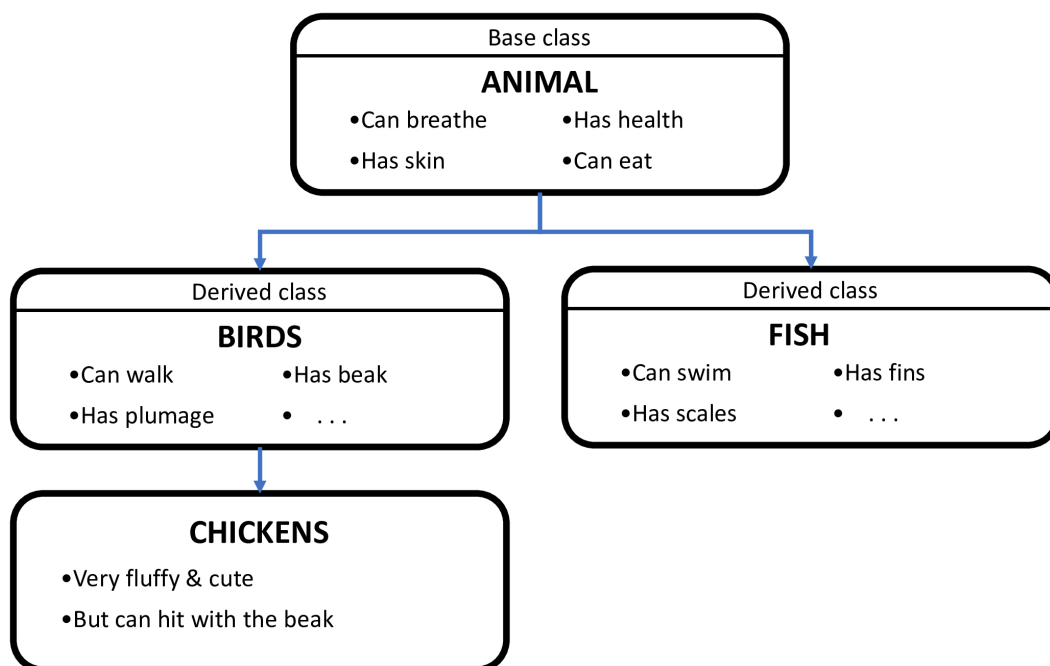 Base class
ANIMAL
•Can breathe •Has health
•Has skin •Can eat
Derived class
BIRDS
•Can walk •Has beak
•Has plumage • . . .
Derived class
FISH
•Can swim •Has fins
•Has scales • . . .
CHICKENS
•Very fluffy & cute
•But can hit with the beak